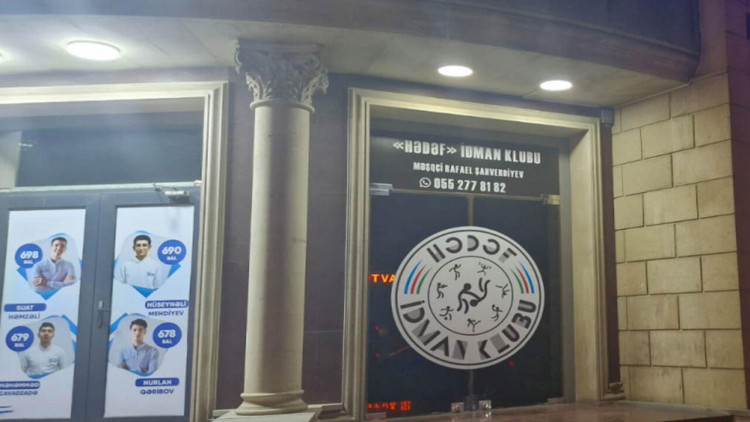 «HƏDƏF» İDMAN KLUBU
MƏŞQÇİ RAFAEL ŞAHVERDİYEV
055 277 81 82
HƏDƏF
İDMAN KLUBU
698
BAL
SUAT
HƏMZƏLİ
690
BAL
HÜSEYNƏLİ
MEHDİYEV
679
BAL
678
BAL
NURLAN
QƏRİBOV